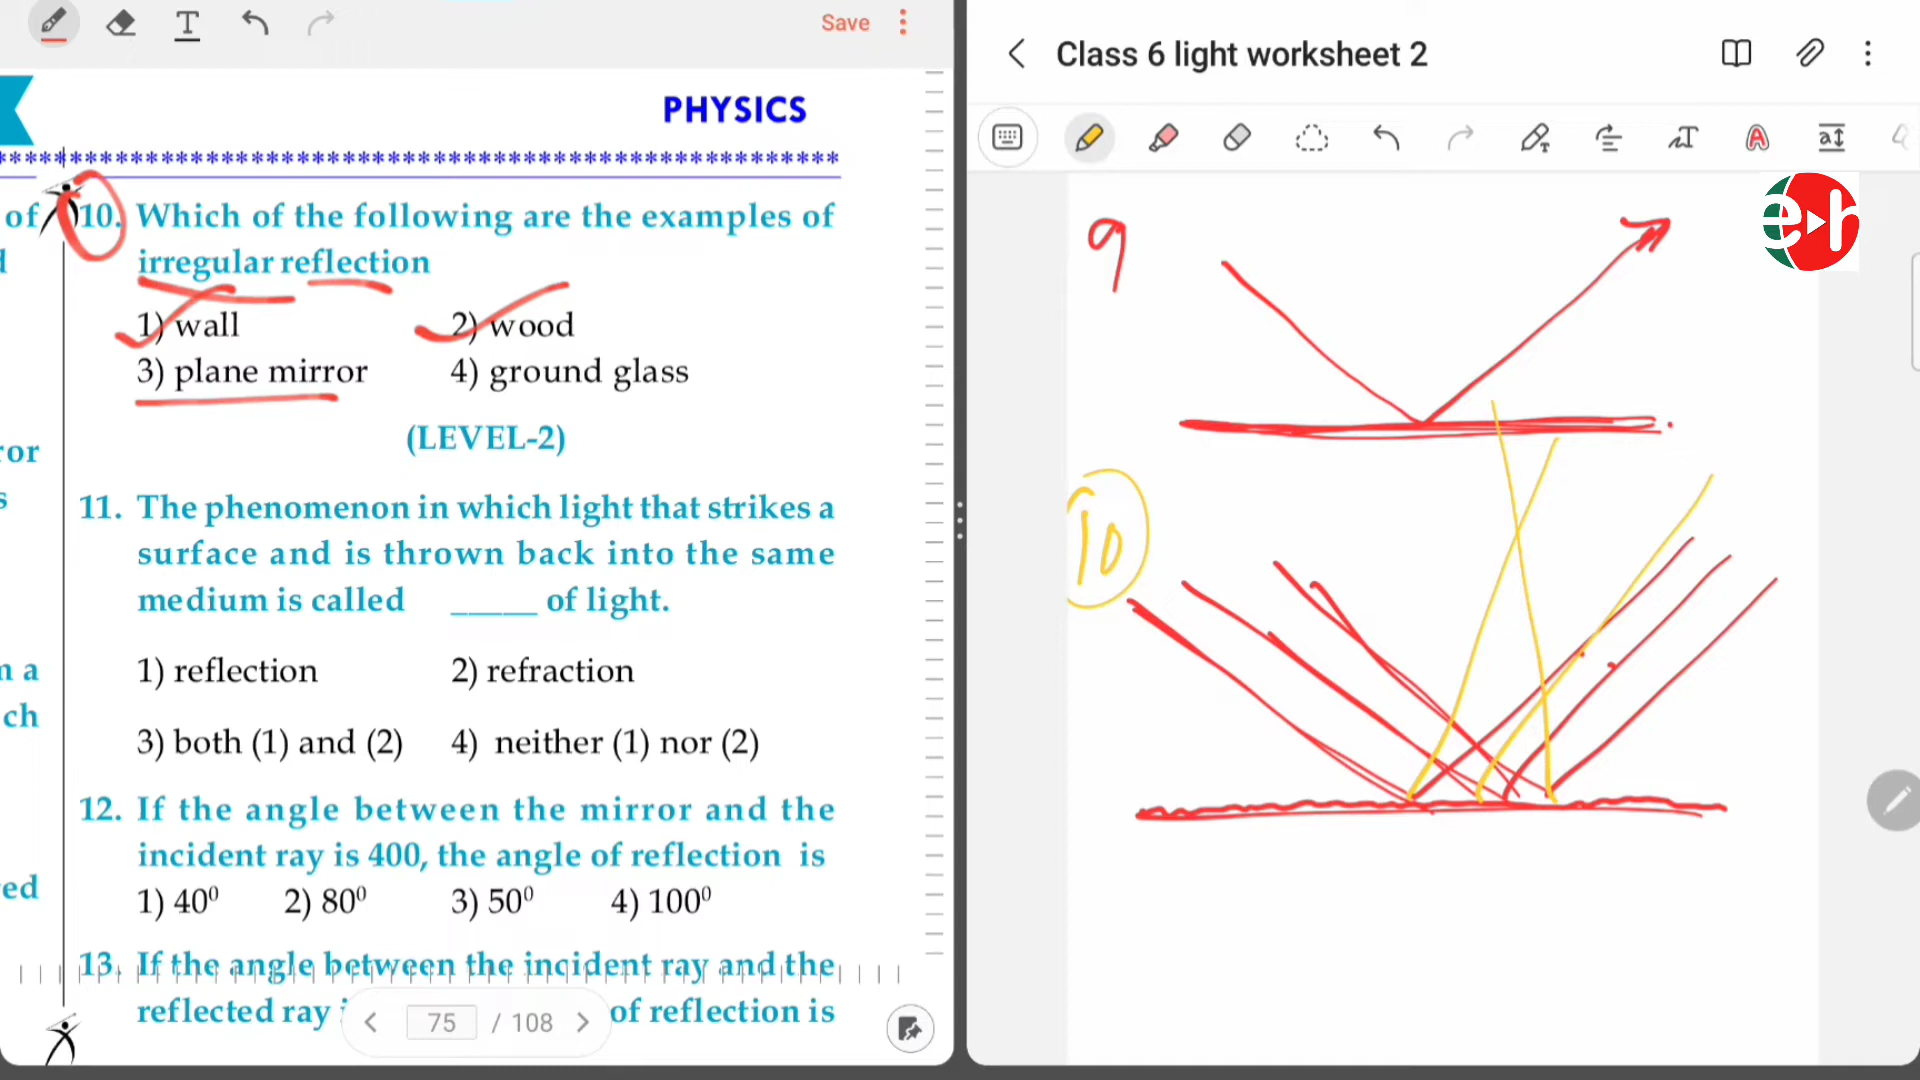 Save
PHYSICS
**********************************************************
of
10. Which of the following are the examples of
irregular reflection
1) wall 2) wood
3) plane mirror 4) ground glass
(LEVEL-2)
ror
s
11. The phenomenon in which light that strikes a
surface and is thrown back into the same
medium is called _____ of light.
1) reflection 2) refraction
3) both (1) and (2) 4) neither (1) nor (2)
n a
ch
12. If the angle between the mirror and the
incident ray is 400, the angle of reflection is
1) 40⁰ 2) 80⁰ 3) 50⁰ 4) 100⁰
ed
13. If the angle between the incident ray and the
reflected ray of reflection is
75 / 108
Class 6 light worksheet 2
9
10